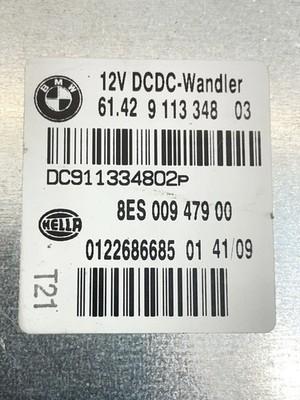 BMW
12V DCDC-Wandler
61.42 9 113 348 03
DC911334802P
8ES 009 479 00
HELLA
0122686685 01 41/09
T21